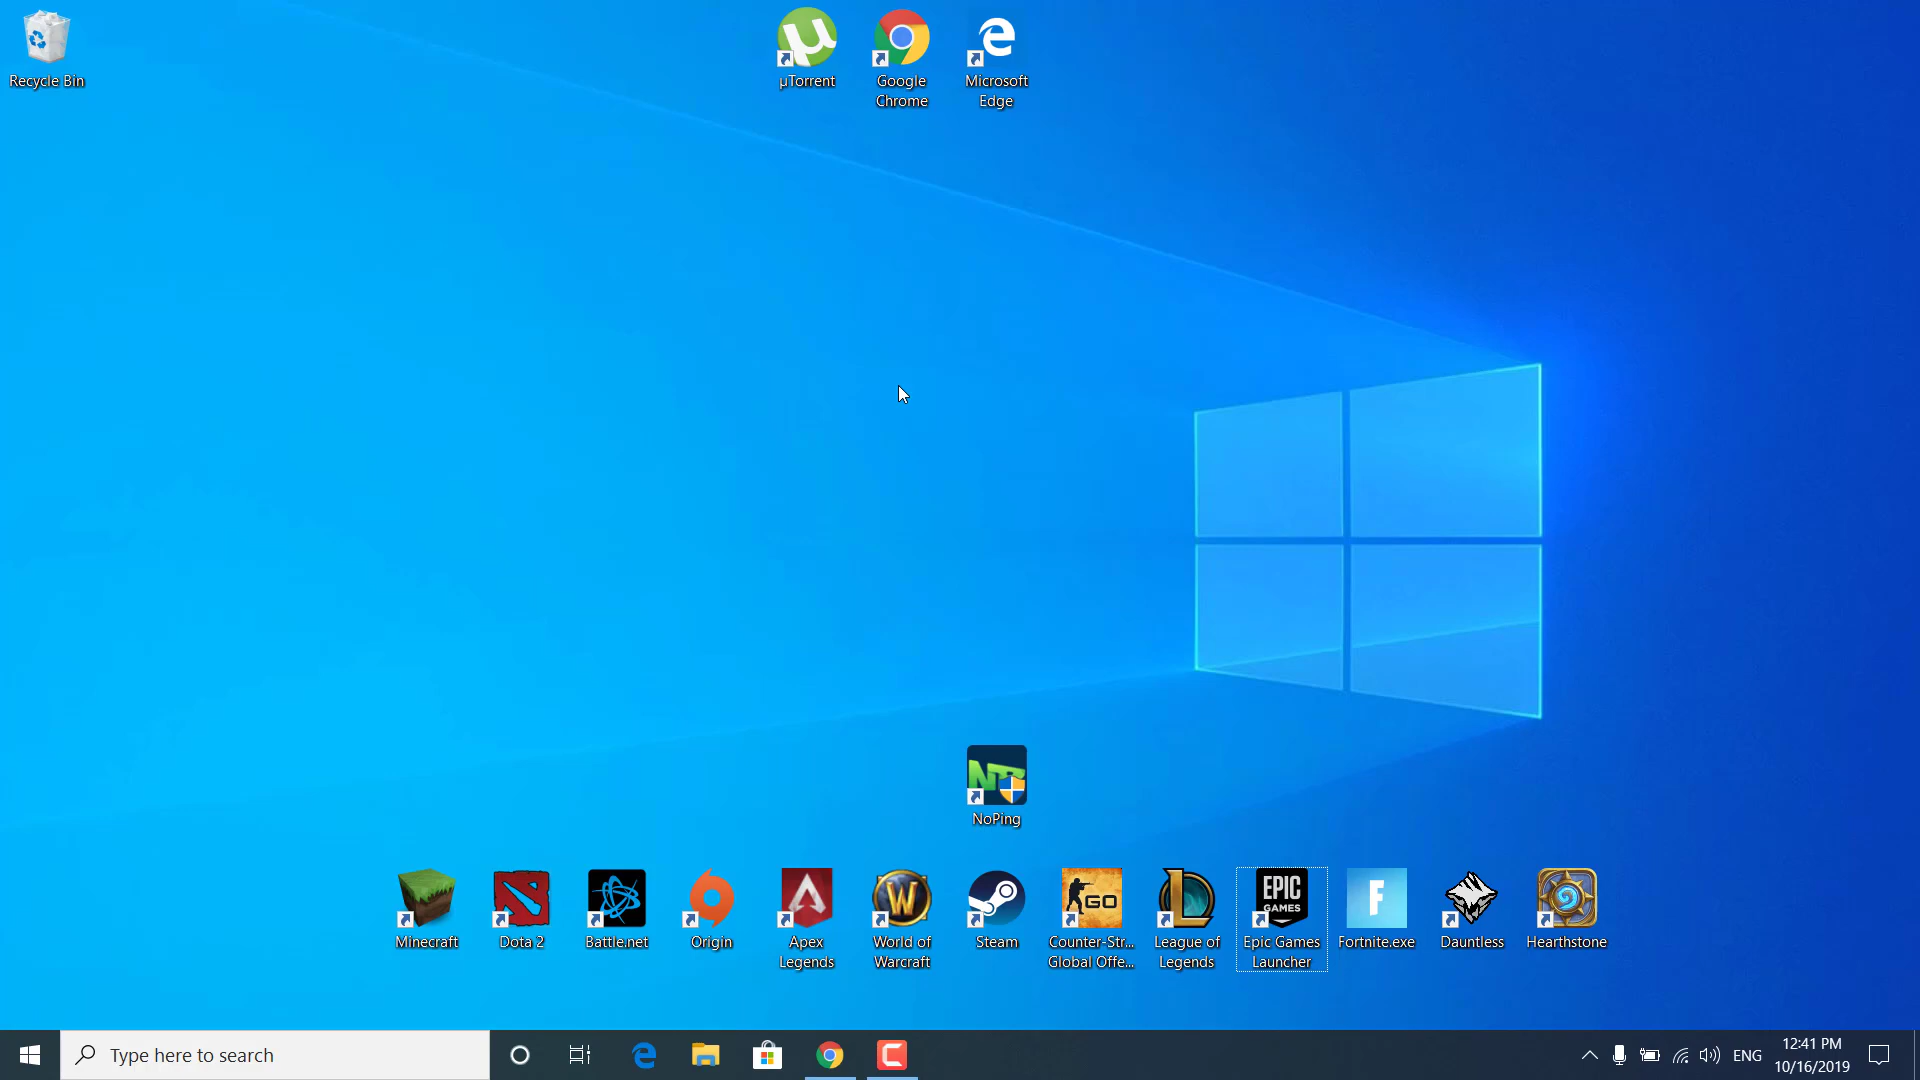 Recycle Bin
µTorrent
Google
Chrome
Microsoft
Edge
NoPing
Minecraft
Dota 2
Battle.net
Origin
Apex
Legends
World of
Warcraft
Steam
GO
Counter-Str...
Global Offe...
League of
Legends
EPIC
GAMES
Epic Games
Launcher
F
Fortnite.exe
Dauntless
Hearthstone
Type here to search
ENG
12:41 PM
10/16/2019